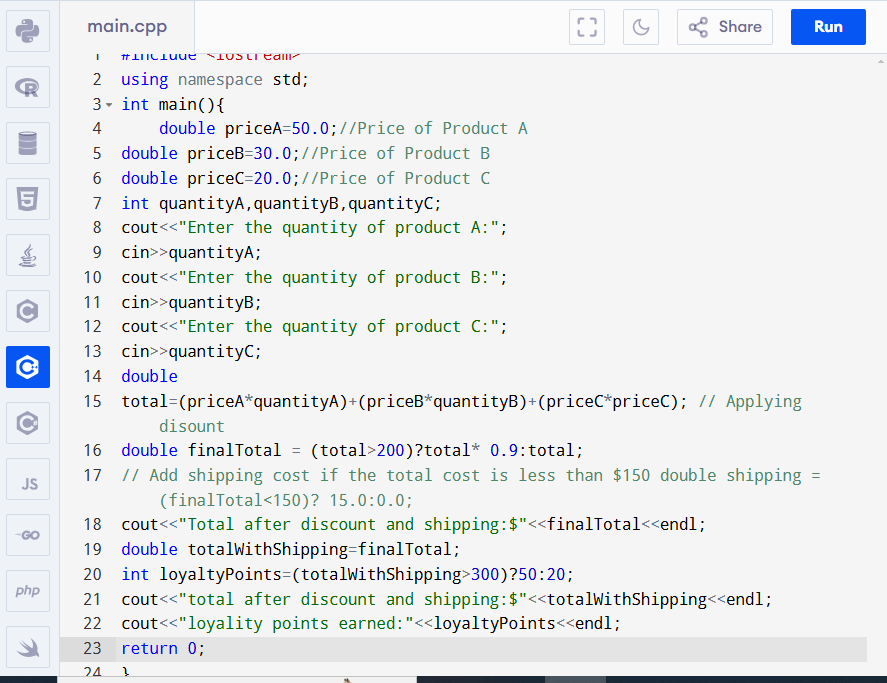 main.cpp
Share
Run
1 #include <iostream>
2 using namespace std;
3 int main(){
4 double priceA=50.0;//Price of Product A
5 double priceB=30.0;//Price of Product B
6 double priceC=20.0;//Price of Product C
7 int quantityA,quantityB,quantityC;
8 cout<<"Enter the quantity of product A:";
9 cin>>quantityA;
10 cout<<"Enter the quantity of product B:";
11 cin>>quantityB;
12 cout<<"Enter the quantity of product C:";
13 cin>>quantityC;
14 double
15 total=(priceA*quantityA)+(priceB*quantityB)+(priceC*priceC); // Applying
disount
16 double finalTotal = (total>200)?total* 0.9:total;
17 // Add shipping cost if the total cost is less than $150 double shipping =
(finalTotal<150)? 15.0:0.0;
18 cout<<"Total after discount and shipping:$"<<finalTotal<<endl;
19 double totalWithShipping=finalTotal;
20 int loyaltyPoints=(totalWithShipping>300)?50:20;
21 cout<<"total after discount and shipping:$"<<totalWithShipping<<endl;
22 cout<<"loyality points earned:"<<loyaltyPoints<<endl;
23 return 0;
24 }
R
5
C
C
C
JS
GO
php